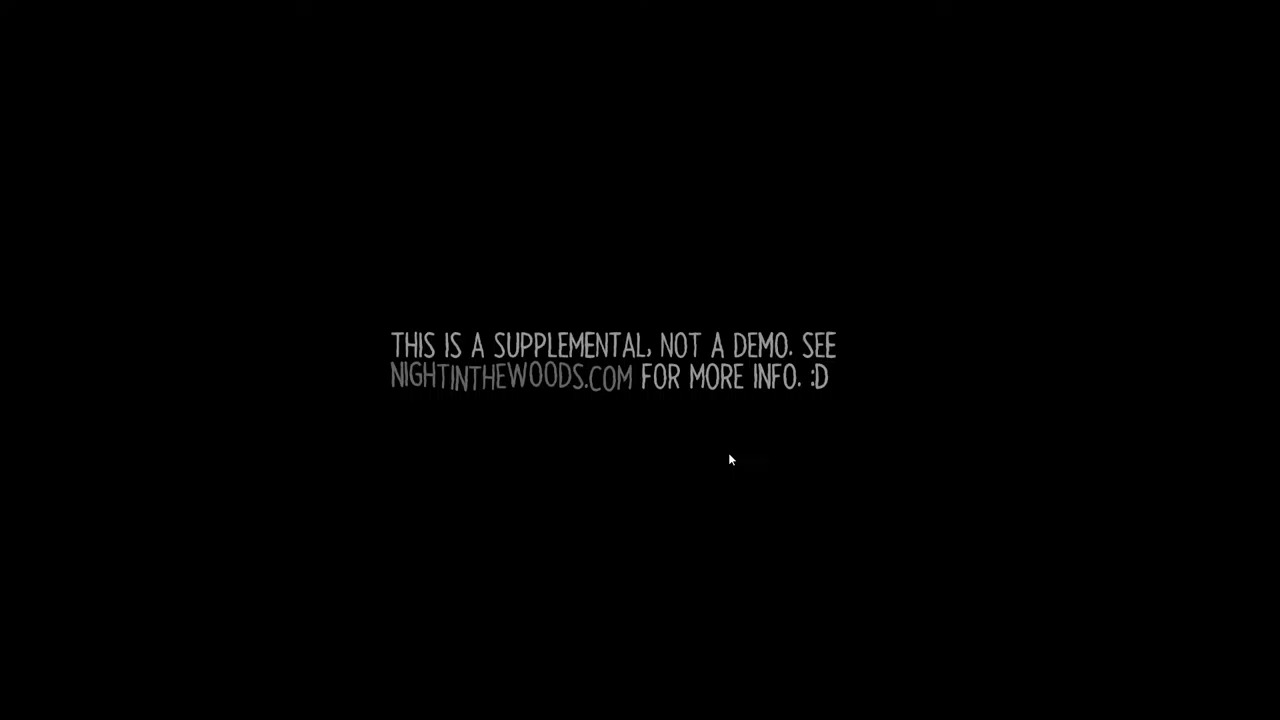 THIS IS A SUPPLEMENTAL, NOT A DEMO. SEE
NIGHTINTHEWOODS.COM FOR MORE INFO. :D